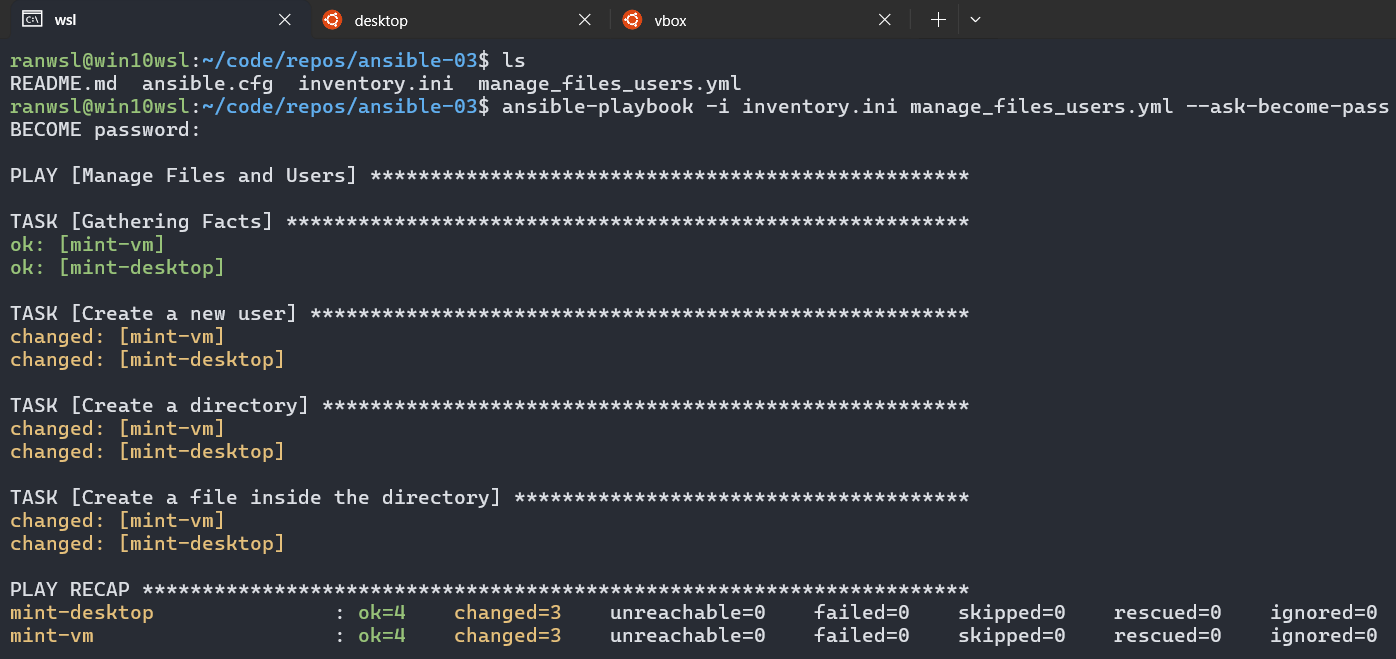 wsl desktop vbox
ranwsl@win10wsl:~/code/repos/ansible-03$ ls
README.md  ansible.cfg  inventory.ini  manage_files_users.yml
ranwsl@win10wsl:~/code/repos/ansible-03$ ansible-playbook -i inventory.ini manage_files_users.yml --ask-become-pass
BECOME password:
PLAY [Manage Files and Users] **************************************************
TASK [Gathering Facts] *********************************************************
ok: [mint-vm]
ok: [mint-desktop]
TASK [Create a new user] *******************************************************
changed: [mint-vm]
changed: [mint-desktop]
TASK [Create a directory] ******************************************************
changed: [mint-vm]
changed: [mint-desktop]
TASK [Create a file inside the directory] **************************************
changed: [mint-vm]
changed: [mint-desktop]
PLAY RECAP *********************************************************************
mint-desktop               : ok=4    changed=3    unreachable=0    failed=0    skipped=0    rescued=0    ignored=0
mint-vm                    : ok=4    changed=3    unreachable=0    failed=0    skipped=0    rescued=0    ignored=0